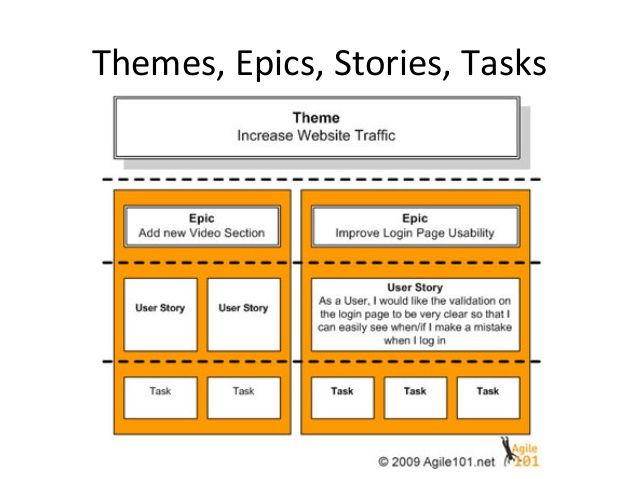 Themes, Epics, Stories, Tasks
Theme
Increase Website Traffic
Epic
Add new Video Section
Epic
Improve Login Page Usability
User Story
User Story
User Story
As a User, I would like the validation on
the login page to be very clear so that I
can easily see when/if I make a mistake
when I log in
Task
Task
Task
Task
Task
© 2009 Agile101.net
Agile
101